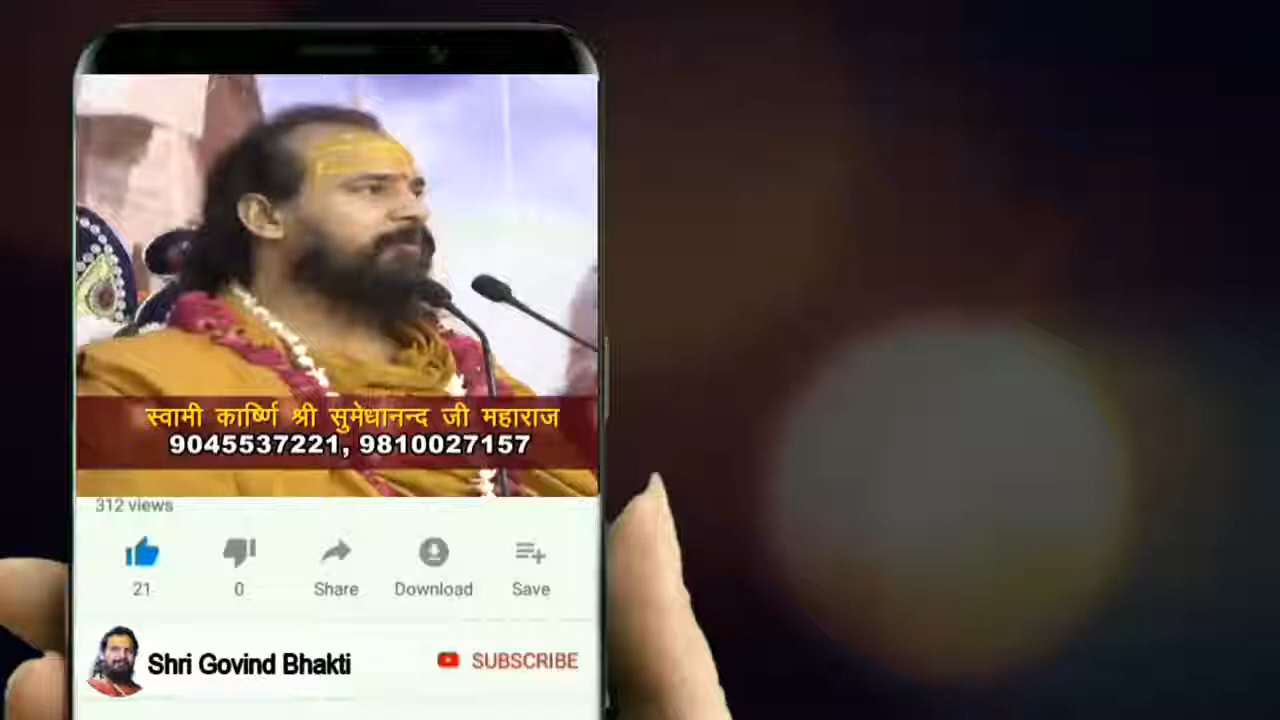 स्वामी कार्ष्णि श्री सुमेधानन्द जी महाराज
9045537221, 9810027157
312 views
21
0
Share
Download
Save
Shri Govind Bhakti
SUBSCRIBE